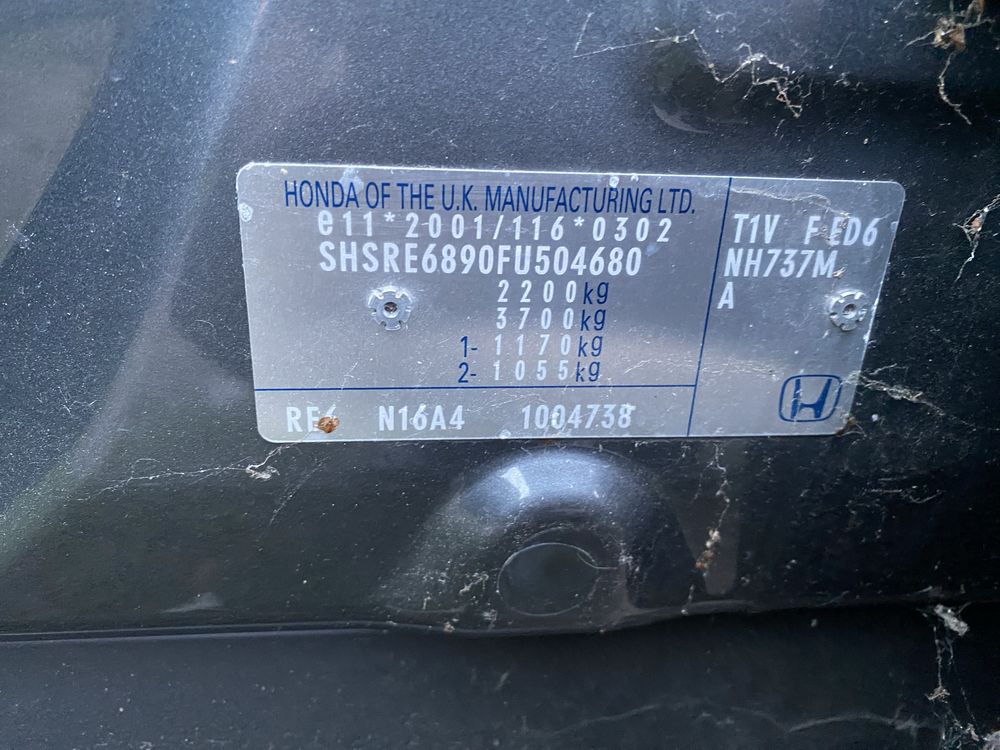 HONDA OF THE U.K. MANUFACTURING LTD.
e11*2001/116*0302
SHSRE6890FU504680
2200kg
3700kg
1- 1170kg
2- 1055kg
N16A4 1004738
T1V F ED6
NH737M
A